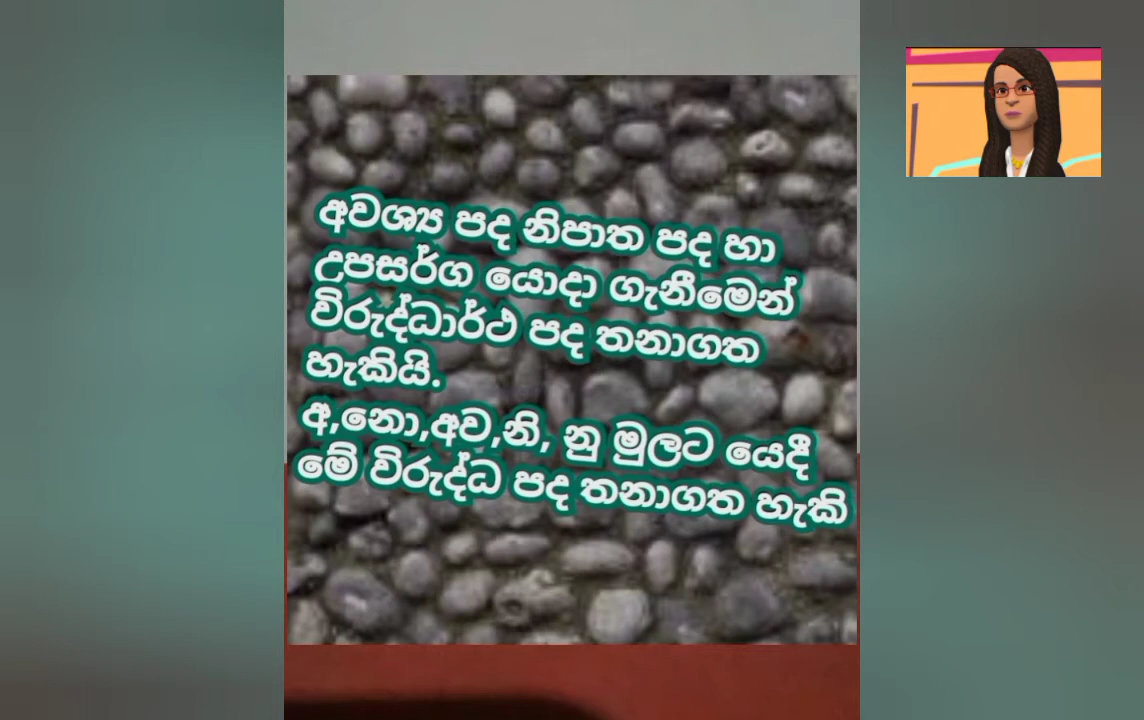 අවශ්‍ය පද නිපාත පද හා
උපසර්ග යොදා ගැනීමෙන්
විරුද්ධාර්ථ පද තනාගත
හැකියි.
අ,නො,අව,නි, නු මුලට යෙදී
මේ විරුද්ධ පද තනාගත හැකි